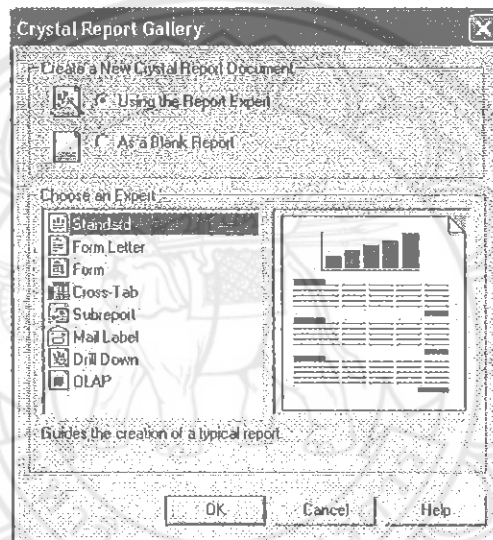 Crystal Report Gallery
Create a New Crystal Report Document
Using the Report Expert
As a Blank Report
Choose an Expert
Standard
Form Letter
Form
Cross-Tab
Subreport
Mail Label
Drill Down
OLAP
Guides the creation of a typical report.
OK
Cancel
Help